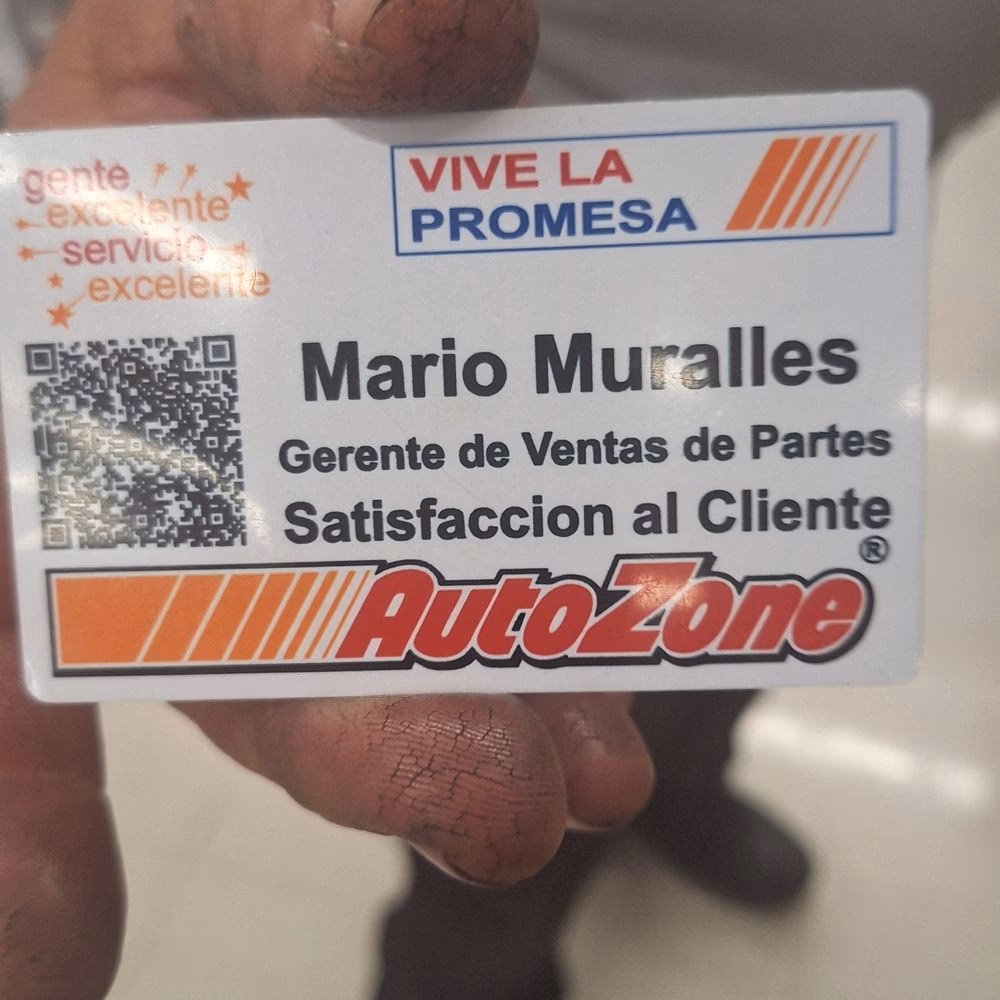 gente
excelente
servicio
excelente
VIVE LA
PROMESA
Mario Muralles
Gerente de Ventas de Partes
Satisfaccion al Cliente
AutoZone®